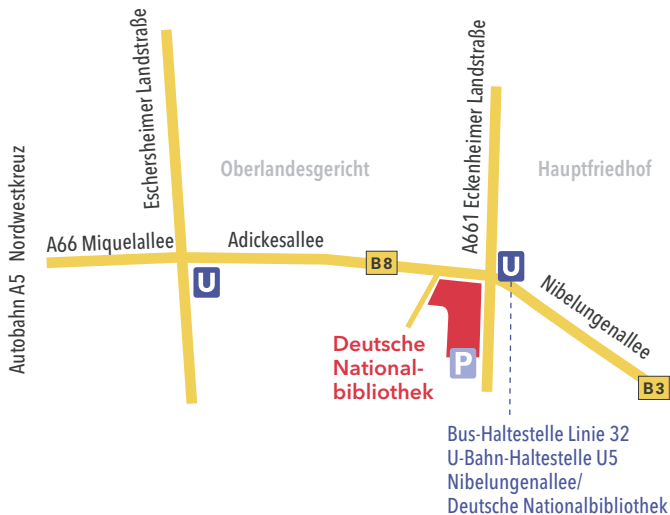 Eschersheimer Landstraße
A661 Eckenheimer Landstraße
Oberlandesgericht
Hauptfriedhof
Autobahn A5 Nordwestkreuz
A66 Miquelallee
Adickesallee
B8
U
U
Nibelungenallee
Deutsche
National-
bibliothek
P
B3
Bus-Haltestelle Linie 32
U-Bahn-Haltestelle U5
Nibelungenallee/
Deutsche Nationalbibliothek